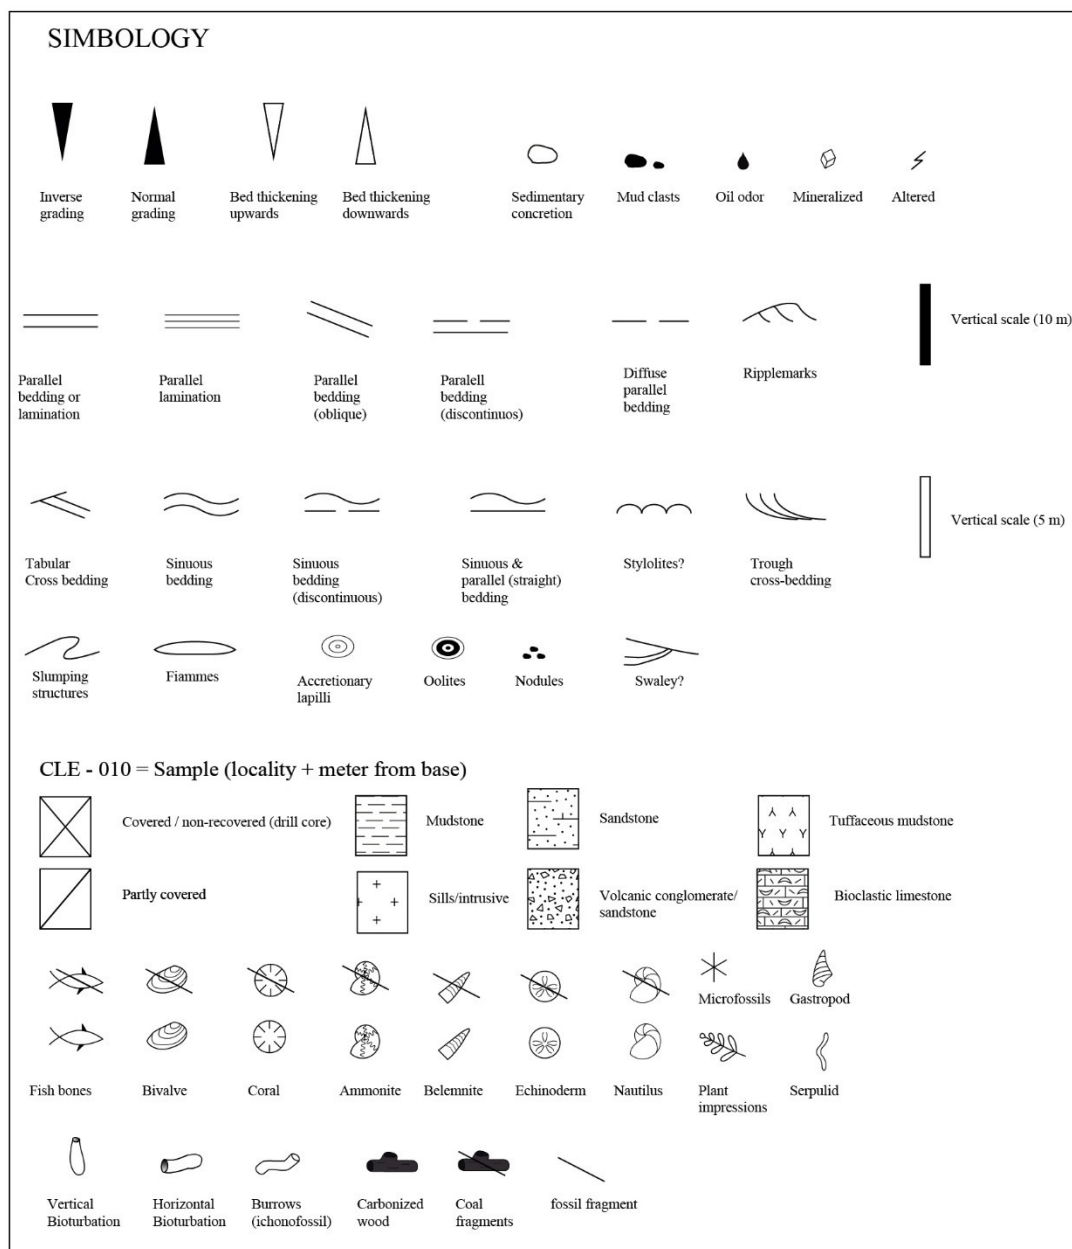 SIMBOLOGY
Inverse
grading
Normal
grading
Bed thickening
upwards
Bed thickening
downwards
Sedimentary
concretion
Mud clasts
Oil odor
Mineralized
Altered
Parallel
bedding or
lamination
Parallel
lamination
Parallel
bedding
(oblique)
Paralell
bedding
(discontinuos)
Diffuse
parallel
bedding
Ripplemarks
Vertical scale (10 m)
Tabular
Cross bedding
Sinuous
bedding
Sinuous
bedding
(discontinuous)
Sinuous &
parallel (straight)
bedding
Stylolites?
Trough
cross-bedding
Vertical scale (5 m)
Slumping
structures
Fiammes
Accretionary
lapilli
Oolites
Nodules
Swaley?
CLE - 010 = Sample (locality + meter from base)
Covered / non-recovered (drill core)
Mudstone
Sandstone
Tuffaceous mudstone
Partly covered
Sills/intrusive
Volcanic conglomerate/
sandstone
Bioclastic limestone
Microfossils
Gastropod
Fish bones
Bivalve
Coral
Ammonite
Belemnite
Echinoderm
Nautilus
Plant
impressions
Serpulid
Vertical
Bioturbation
Horizontal
Bioturbation
Burrows
(ichonofossil)
Carbonized
wood
Coal
fragments
fossil fragment